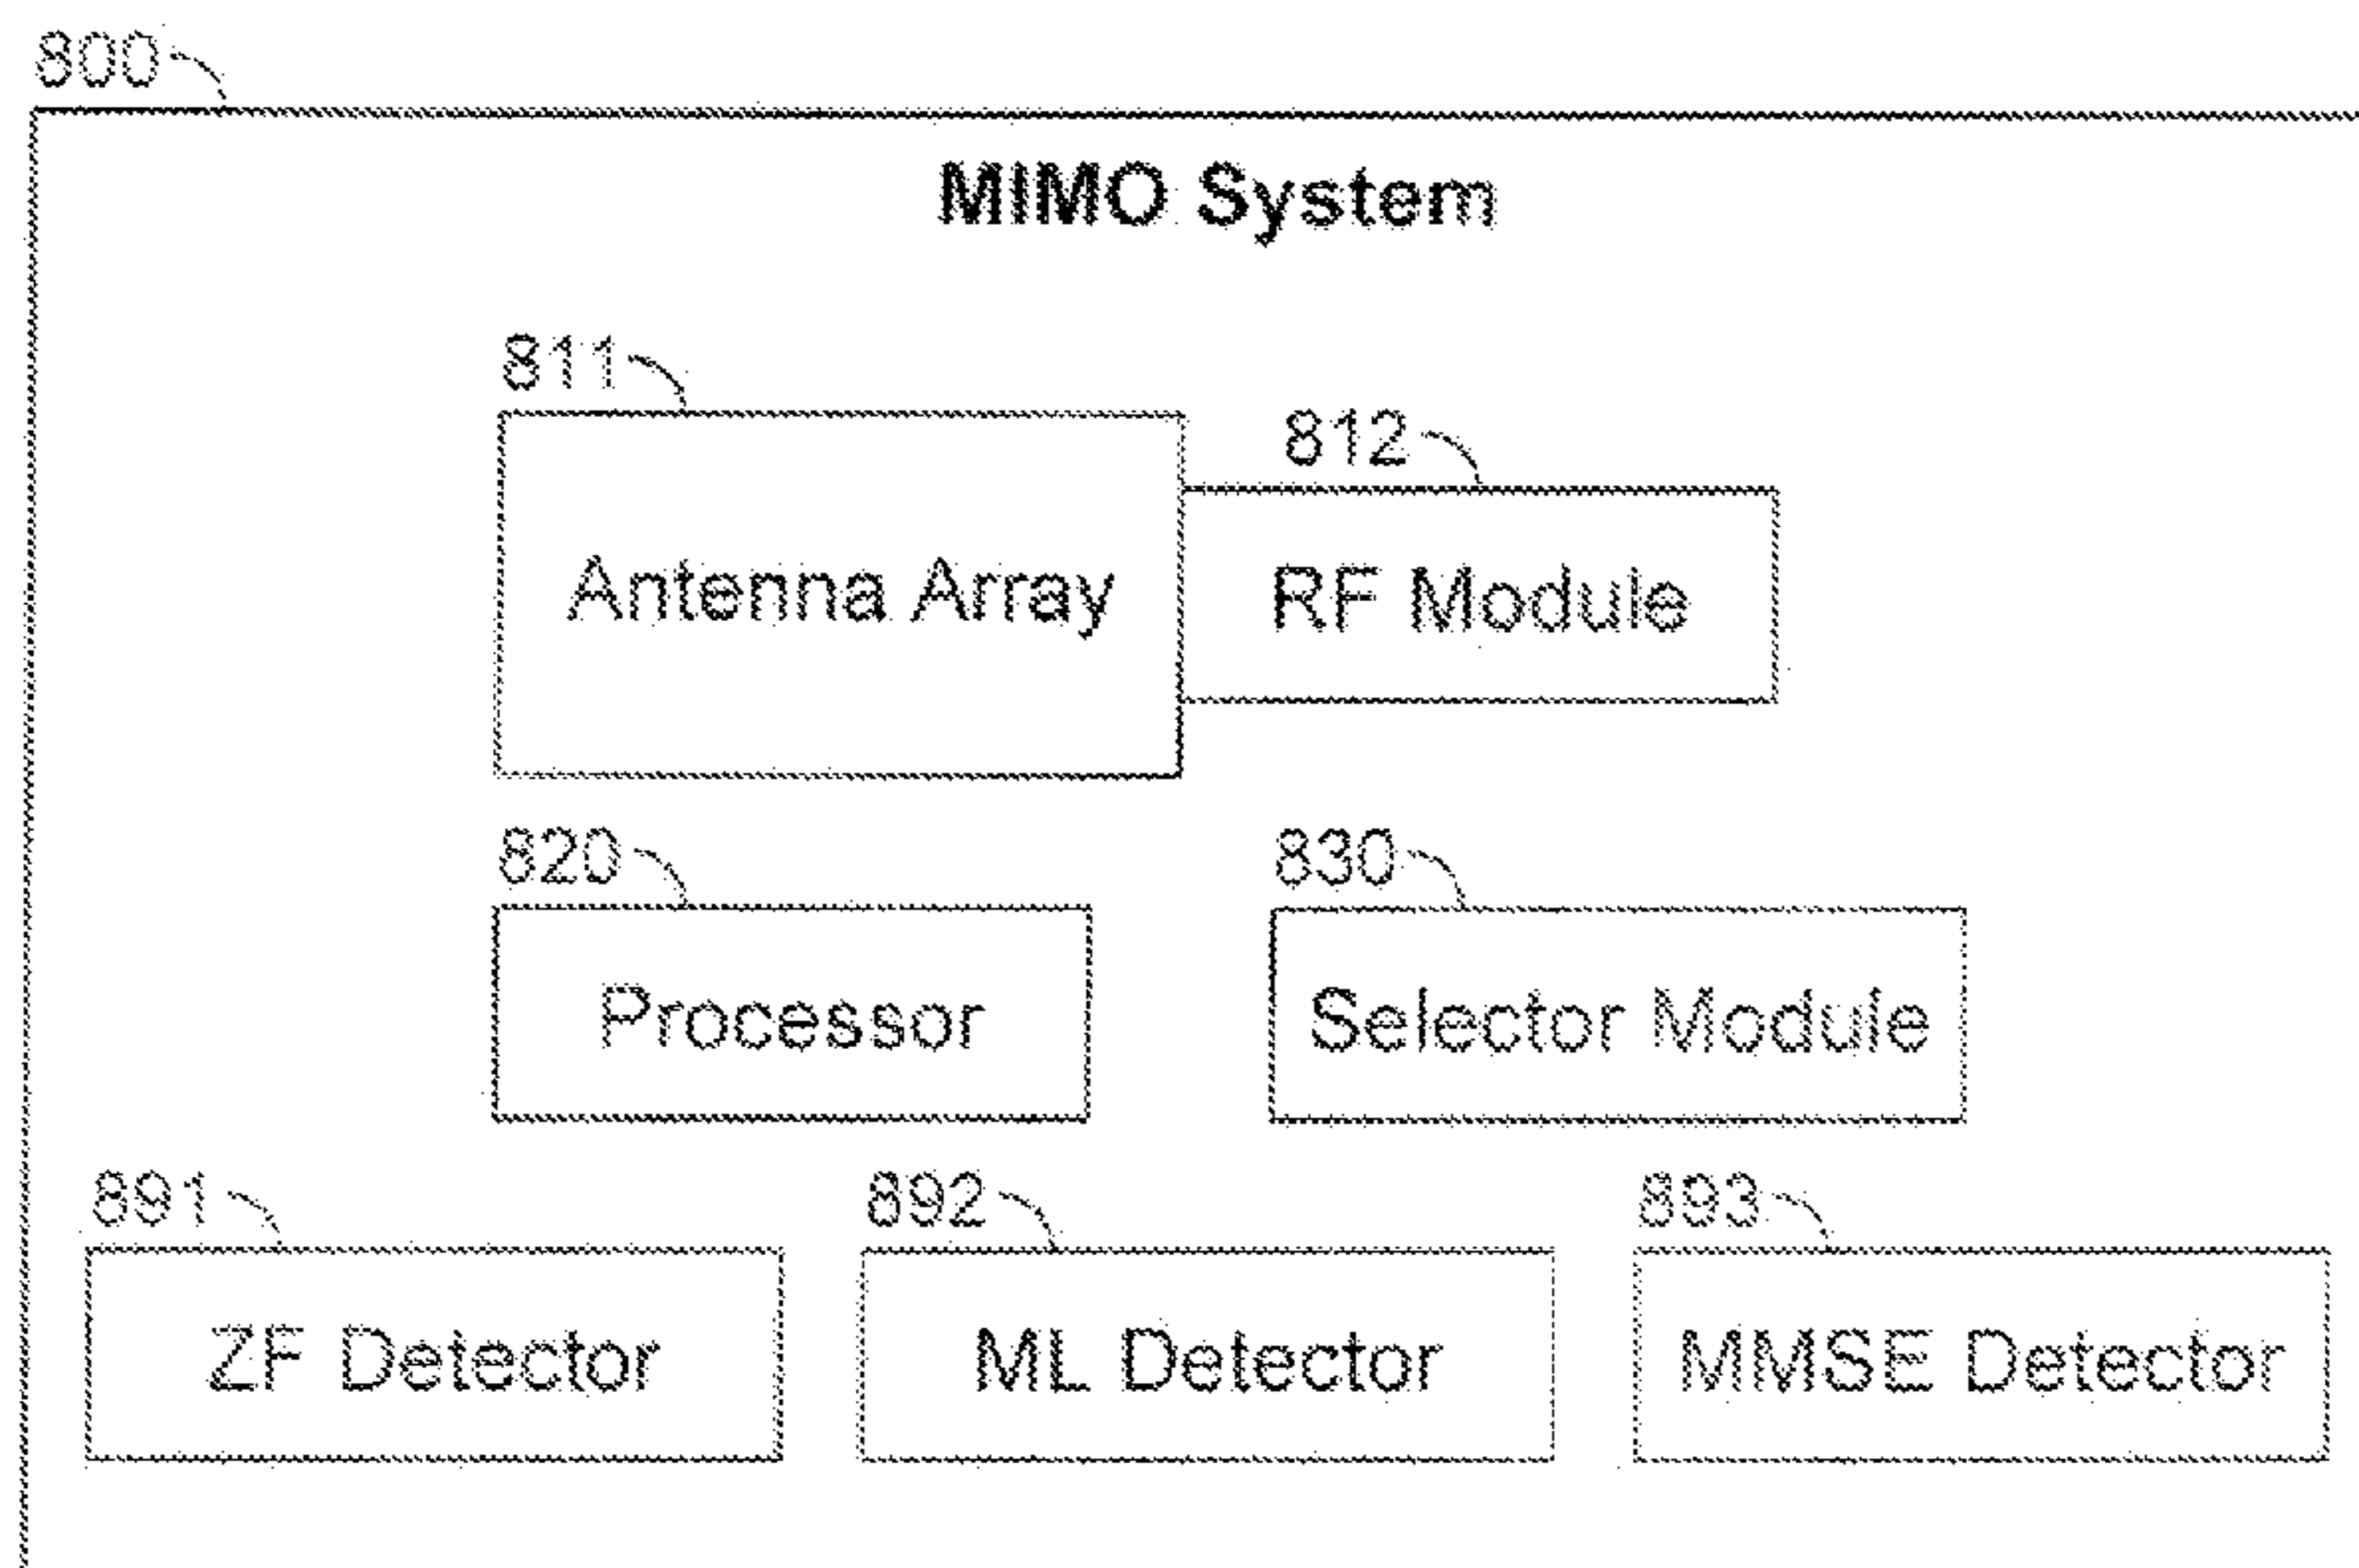 800
MIMO System
811
812
Antenna Array
RF Module
820
830
Processor
Selector Module
891
892
893
ZF Detector
ML Detector
MMSE Detector